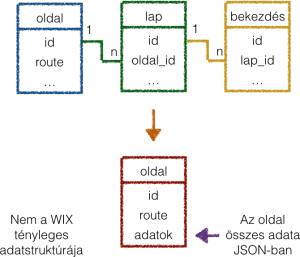 oldal
id
route
...
1
n
lap
id
oldal_id
...
1
n
bekezdés
id
lap_id
...
oldal
id
route
adatok
Nem a WIX
tényleges
adatstruktúrája
Az oldal
összes adata
JSON-ban